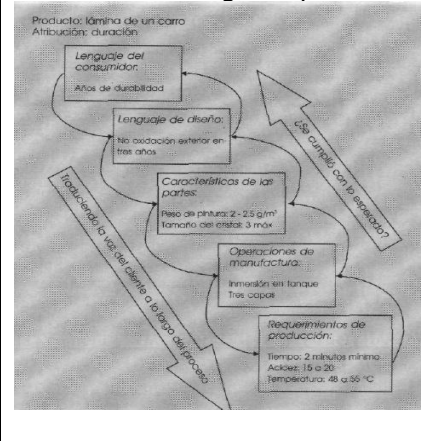 Producto: lámina de un carro
Atribución: duración
Lenguaje del
consumidor:
Años de durabilidad
Lenguaje de diseño:
No oxidación exterior en
tres años
Características de las
partes:
Peso de pintura: 2 - 2.5 g/m²
Tamaño del cristal: 3 máx
Operaciones de
manufactura:
Inmersión en tanque
Tres capas
Requerimientos de
producción:
Tiempo: 2 minutos mínimo
Acidez: 15 a 20
Temperatura: 48 a 55 °C
Traduciendo la voz del cliente a lo largo del proceso
¿Se cumplió con lo esperado?